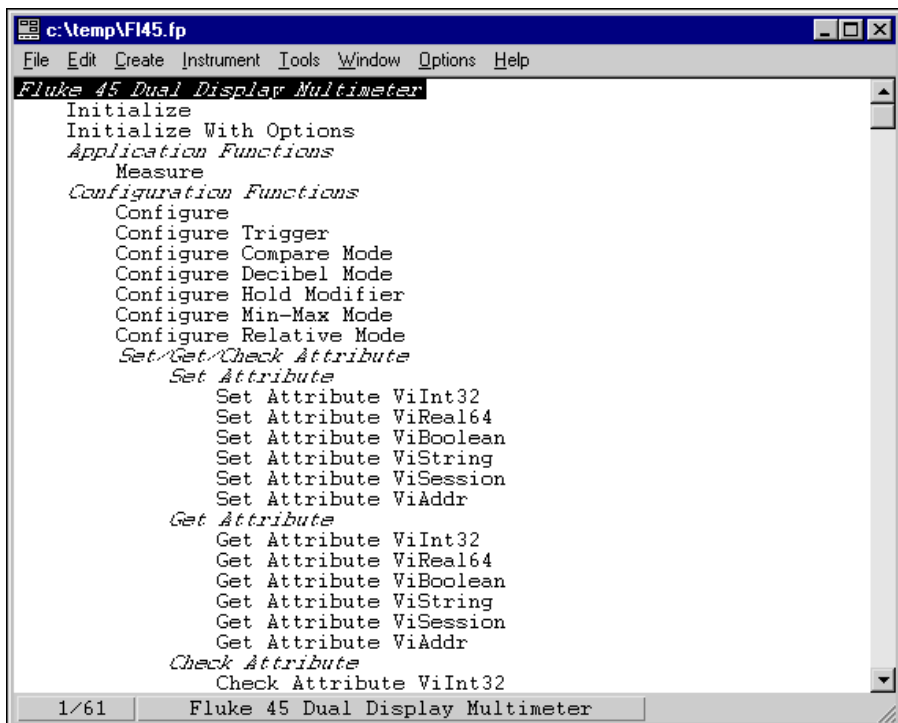 c:\temp\Fl45.fp
File Edit Create Instrument Tools Window Options Help
Fluke 45 Dual Display Multimeter
Initialize
Initialize With Options
Application Functions
Measure
Configuration Functions
Configure
Configure Trigger
Configure Compare Mode
Configure Decibel Mode
Configure Hold Modifier
Configure Min-Max Mode
Configure Relative Mode
Set/Get/Check Attribute
Set Attribute
Set Attribute ViInt32
Set Attribute ViReal64
Set Attribute ViBoolean
Set Attribute ViString
Set Attribute ViSession
Set Attribute ViAddr
Get Attribute
Get Attribute ViInt32
Get Attribute ViReal64
Get Attribute ViBoolean
Get Attribute ViString
Get Attribute ViSession
Get Attribute ViAddr
Check Attribute
Check Attribute ViInt32
1/61 Fluke 45 Dual Display Multimeter